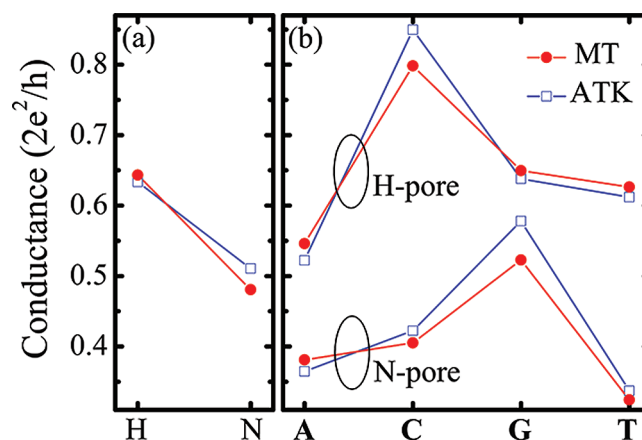 (a)
(b)
MT
ATK
H-pore
N-pore
Conductance (2e²/h)
0.8
0.7
0.6
0.5
0.4
H N
A C G T